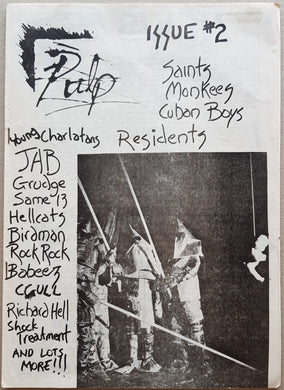 ISSUE #2
Pulp
Saints
Monkees
Cuban Boys
Young Charlatans
Residents
JAB
Grudge
Same 13
Hellcats
Birdman
Rock Rock
Babeez
CGULL
Richard Hell
Shock
Treatment
AND LOTS
MORE!!!